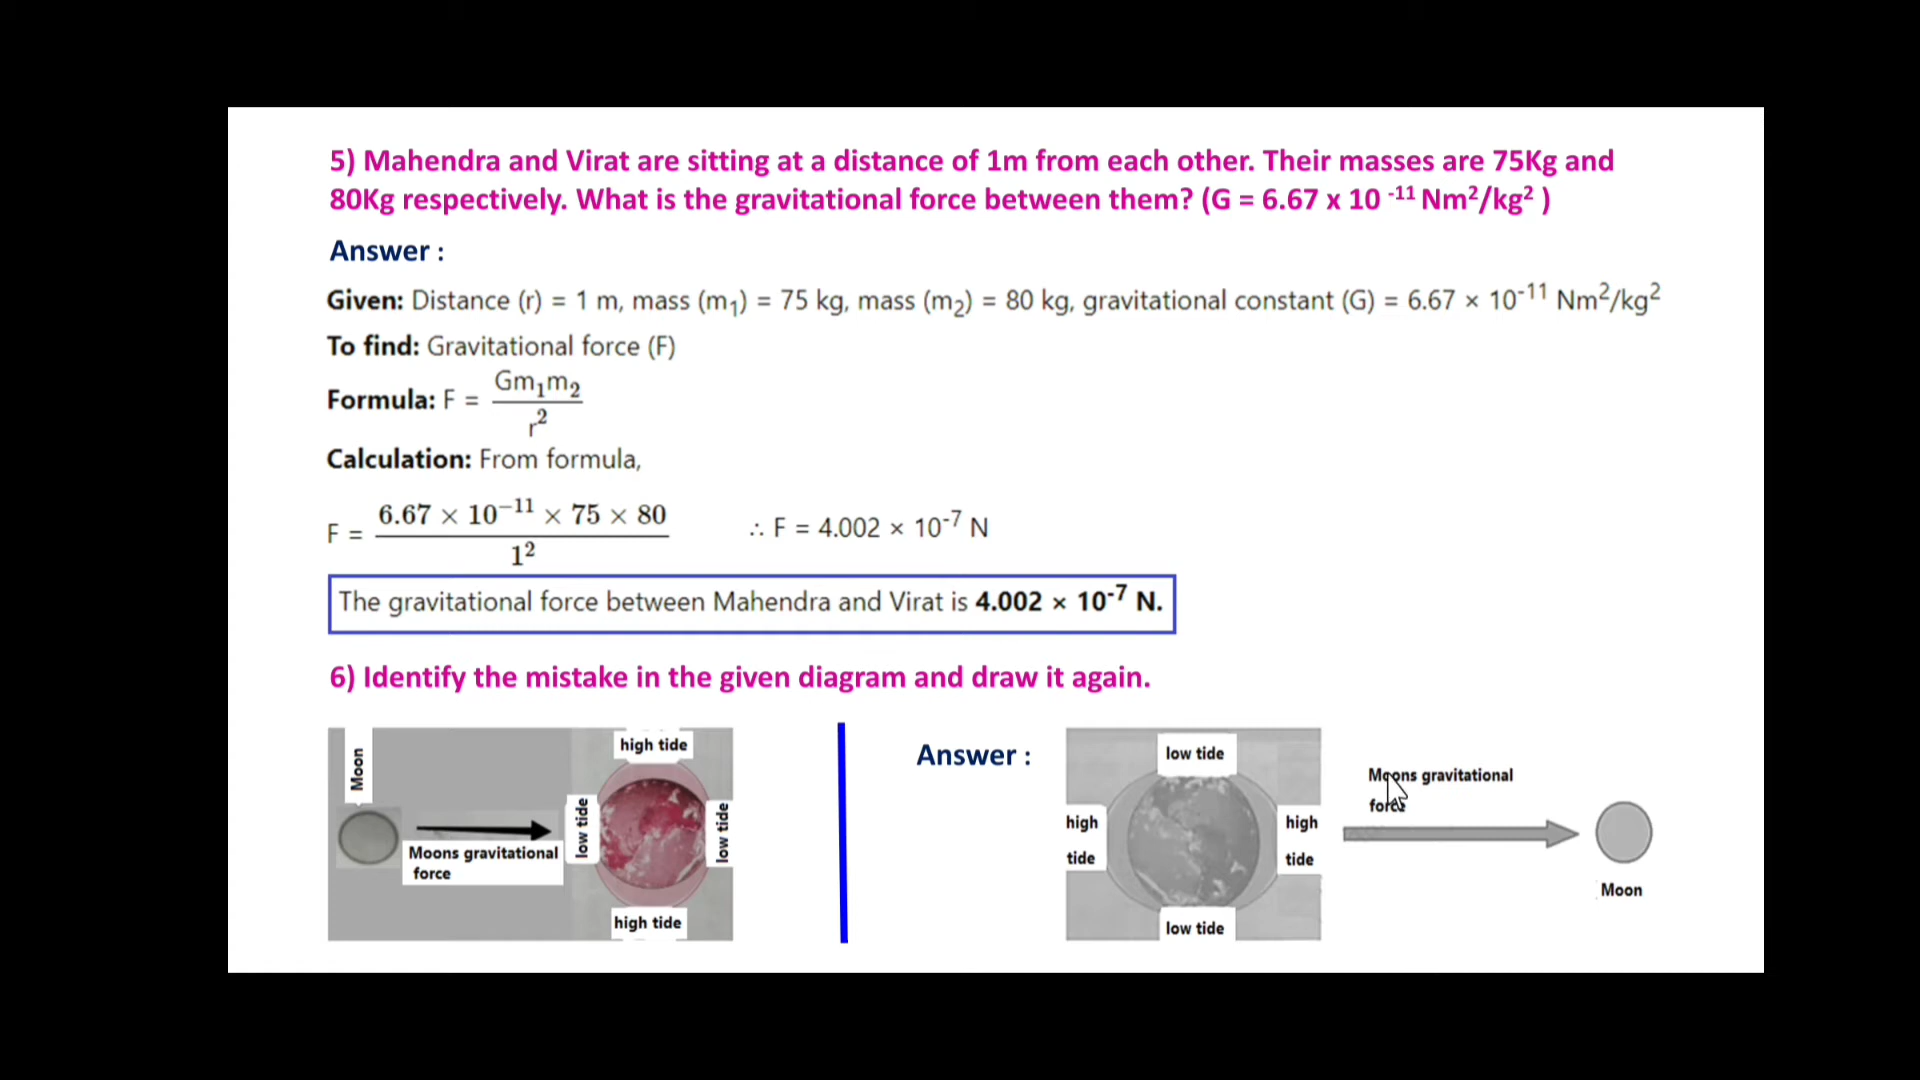 5) Mahendra and Virat are sitting at a distance of 1m from each other. Their masses are 75Kg and
80Kg respectively. What is the gravitational force between them? (G = 6.67 x 10 ⁻¹¹ Nm²/kg² )
Answer :
Given: Distance (r) = 1 m, mass (m₁) = 75 kg, mass (m₂) = 80 kg, gravitational constant (G) = 6.67 × 10⁻¹¹ Nm²/kg²
To find: Gravitational force (F)
Formula: F = Gm₁m₂ / r²
Calculation: From formula,
F = 6.67 × 10⁻¹¹ × 75 × 80 / 1² ∴ F = 4.002 × 10⁻⁷ N
The gravitational force between Mahendra and Virat is 4.002 × 10⁻⁷ N.
6) Identify the mistake in the given diagram and draw it again.
Moon
Moons gravitational
force
high tide
low tide
low tide
high tide
Answer :
low tide
high
tide
high
tide
low tide
Moons gravitational
force
Moon